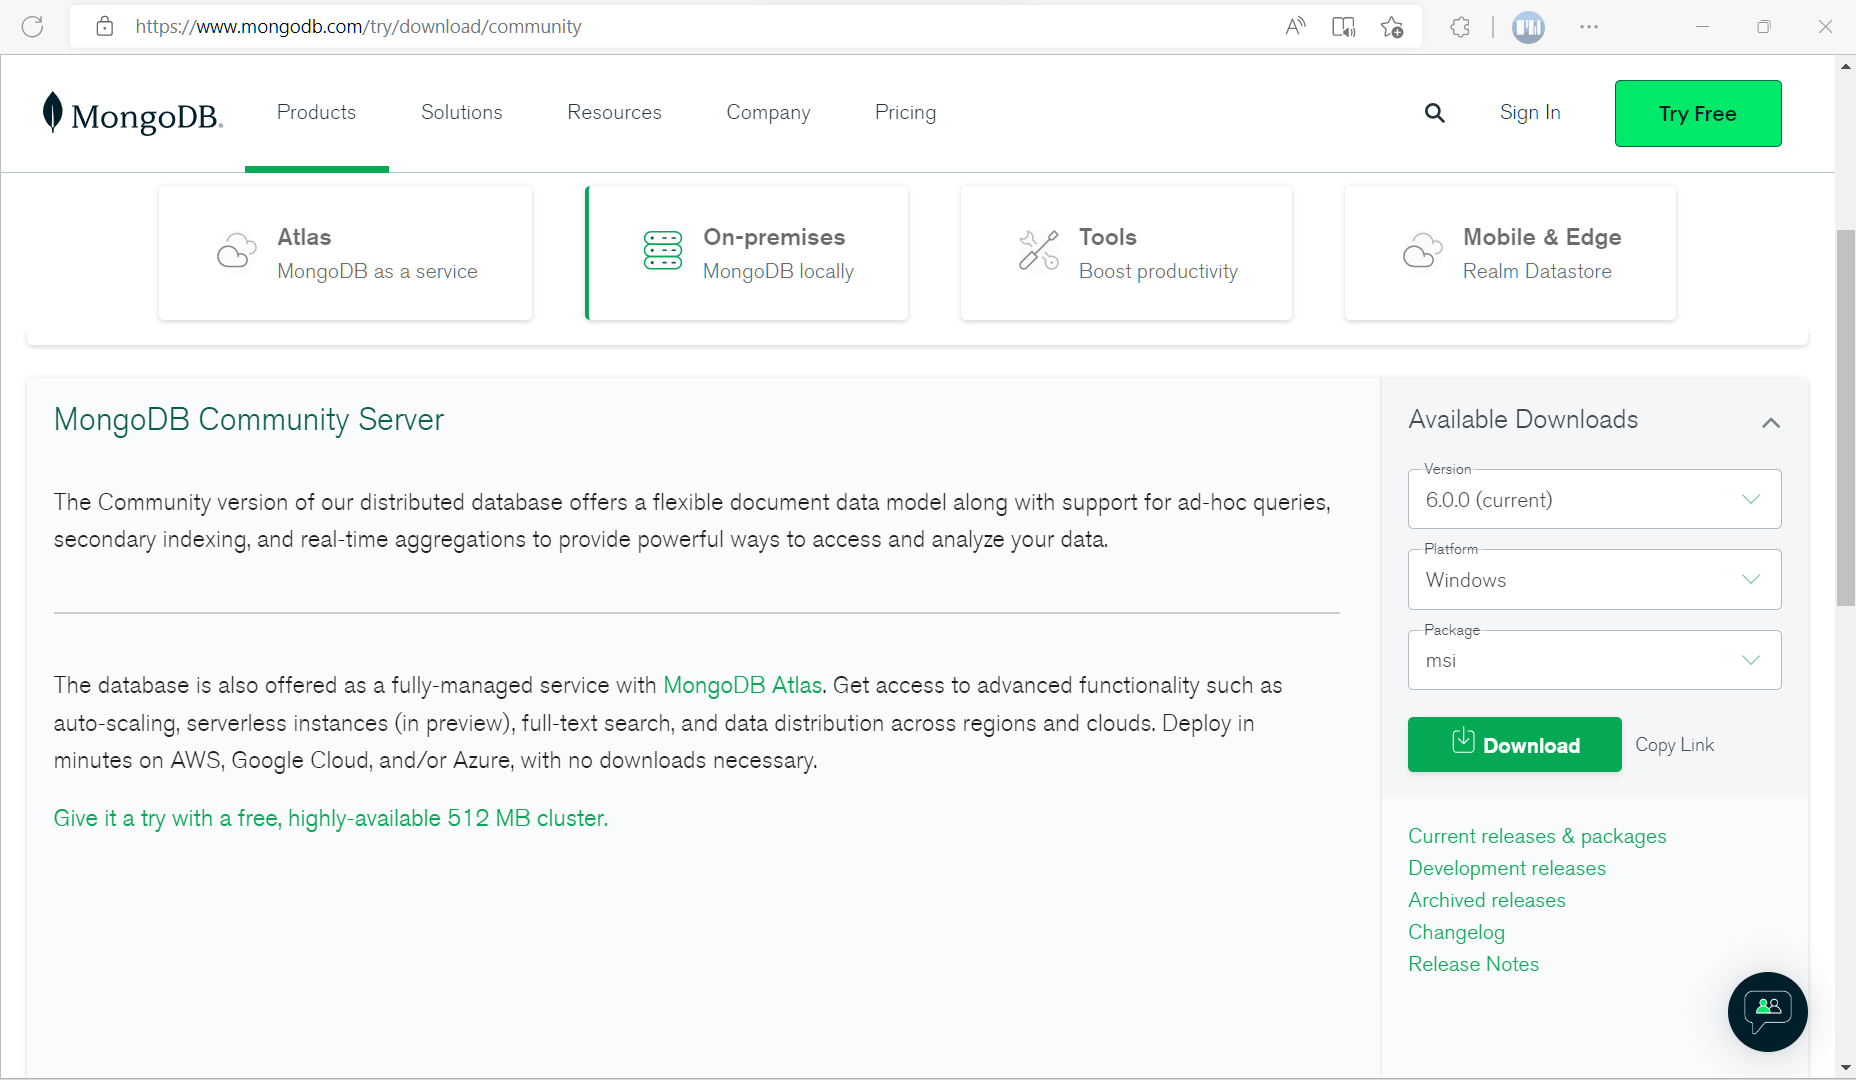 https://www.mongodb.com/try/download/community
MongoDB.
Products
Solutions
Resources
Company
Pricing
Sign In
Try Free
Atlas
MongoDB as a service
On-premises
MongoDB locally
Tools
Boost productivity
Mobile & Edge
Realm Datastore
MongoDB Community Server
The Community version of our distributed database offers a flexible document data model along with support for ad-hoc queries,
secondary indexing, and real-time aggregations to provide powerful ways to access and analyze your data.
The database is also offered as a fully-managed service with MongoDB Atlas. Get access to advanced functionality such as
auto-scaling, serverless instances (in preview), full-text search, and data distribution across regions and clouds. Deploy in
minutes on AWS, Google Cloud, and/or Azure, with no downloads necessary.
Give it a try with a free, highly-available 512 MB cluster.
Available Downloads
Version
6.0.0 (current)
Platform
Windows
Package
msi
Download
Copy Link
Current releases & packages
Development releases
Archived releases
Changelog
Release Notes